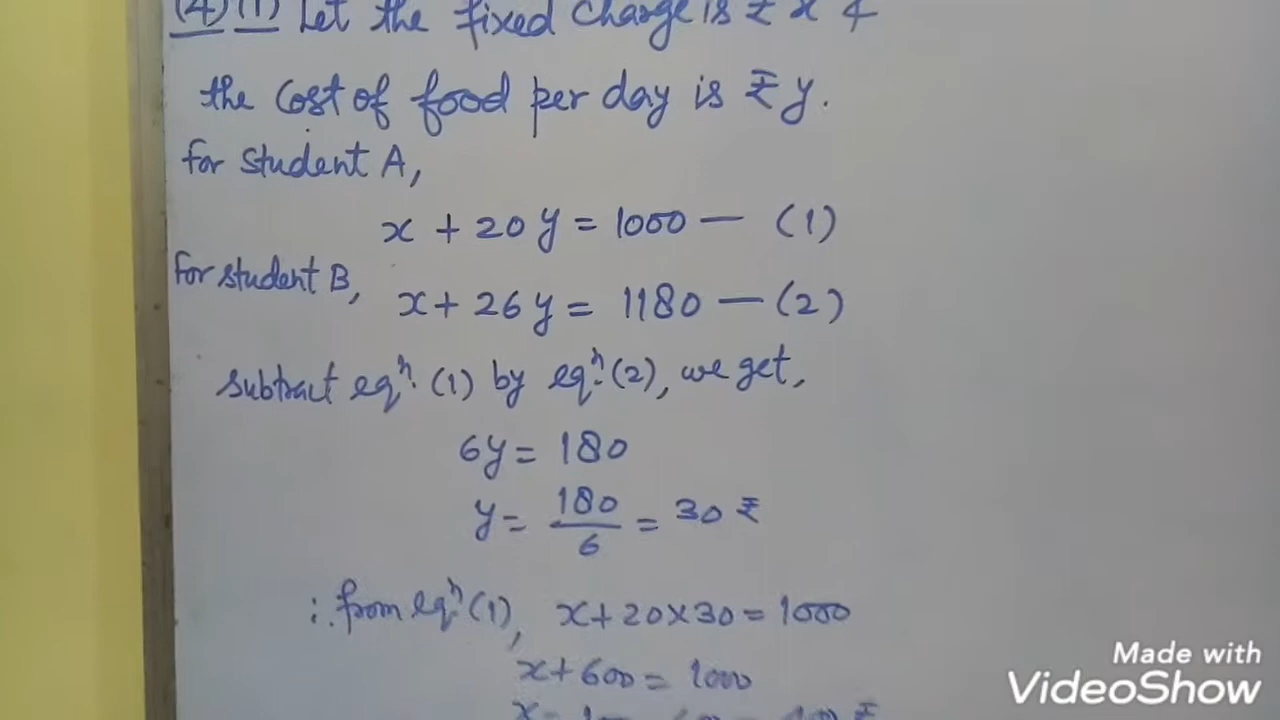 (4) (1) Let the fixed charge is ₹ x &
the cost of food per day is ₹ y.
for student A,
x + 20y = 1000 — (1)
for student B,
x + 26y = 1180 — (2)
subtract eqⁿ. (1) by eqⁿ. (2), we get,
6y = 180
y = 180/6 = 30 ₹
∴ from eqⁿ (1), x + 20 x 30 = 1000
x + 600 = 1000
Made with
VideoShow